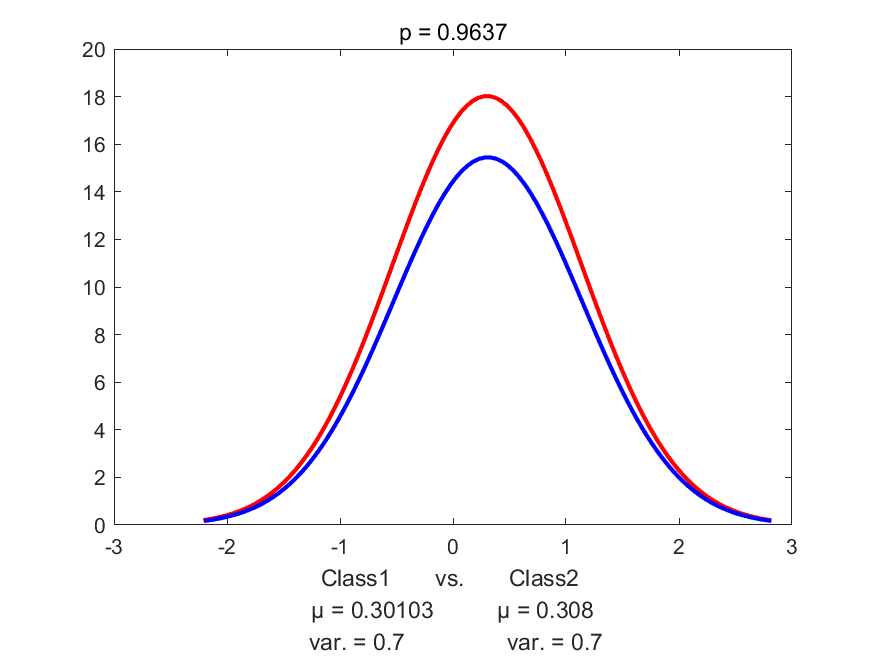 p = 0.9637
20
18
16
14
12
10
8
6
4
2
0
-3 -2 -1 0 1 2 3
Class1 vs. Class2
μ = 0.30103 μ = 0.308
var. = 0.7 var. = 0.7